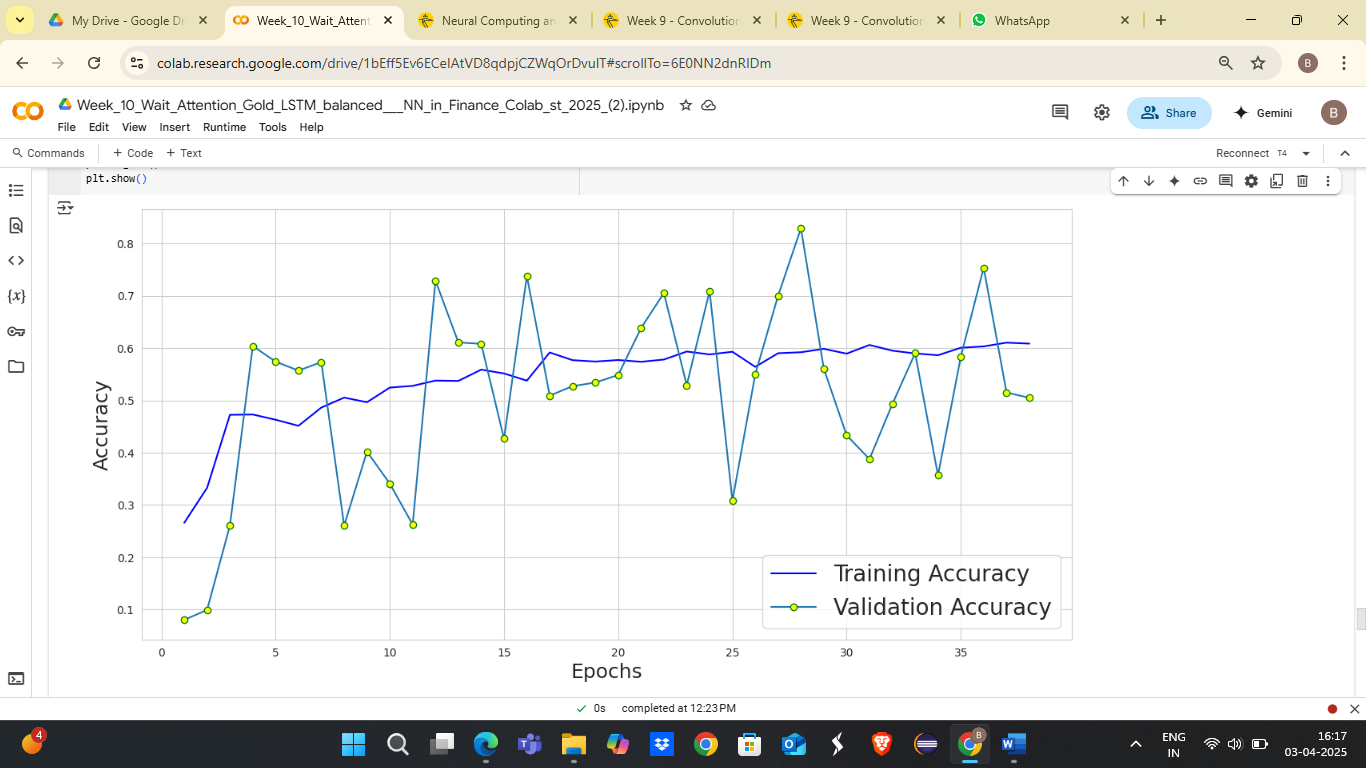 My Drive - Google Dr
Week_10_Wait_Attent
Neural Computing an
Week 9 - Convolution
Week 9 - Convolution
WhatsApp
colab.research.google.com/drive/1bEff5Ev6ECelAtVD8qdpjCZWqOrDvuIT#scrollTo=6E0NN2dnRIDm
B
CO
Week_10_Wait_Attention_Gold_LSTM_balanced___NN_in_Finance_Colab_st_2025_(2).ipynb
Share
Gemini
B
File Edit View Insert Runtime Tools Help
Commands + Code + Text
Reconnect T4
plt.show()
0.8
0.7
0.6
0.5
0.4
0.3
0.2
0.1
Accuracy
Training Accuracy
Validation Accuracy
0 5 10 15 20 25 30 35
Epochs
0s completed at 12:23 PM
4
B
ENG
IN
16:17
03-04-2025